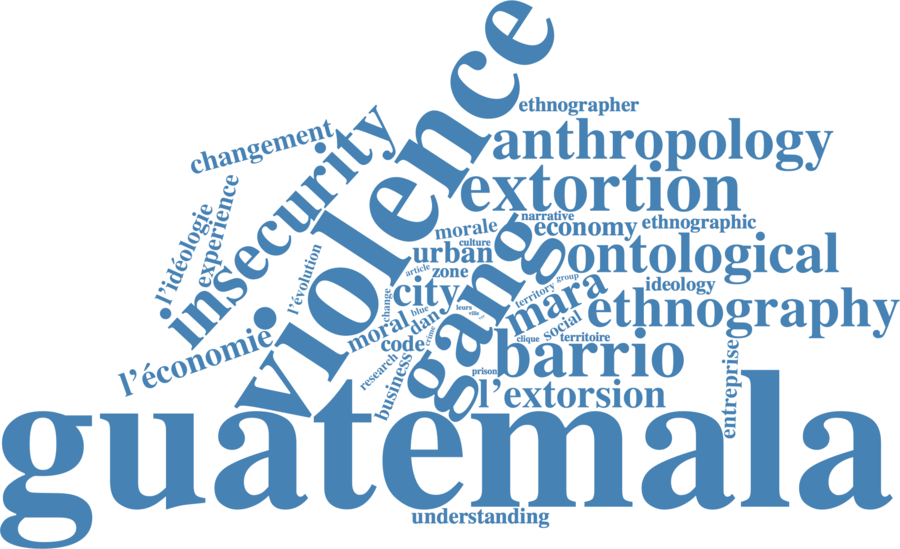 violence
ethnographer
changement
insecurity
anthropology
extortion
l'idéologie
experience
narrative
morale
economy
ethnographic
culture
urban
ontological
l'évolution
article
zone
gang
group
ideology
territory
city
change
mara
ethnography
blue
leurs
ville
moral
dan
social
crime
code
clique
territoire
l'économie
barrio
research
business
prison
entreprise
l'extorsion
guatemala
understanding